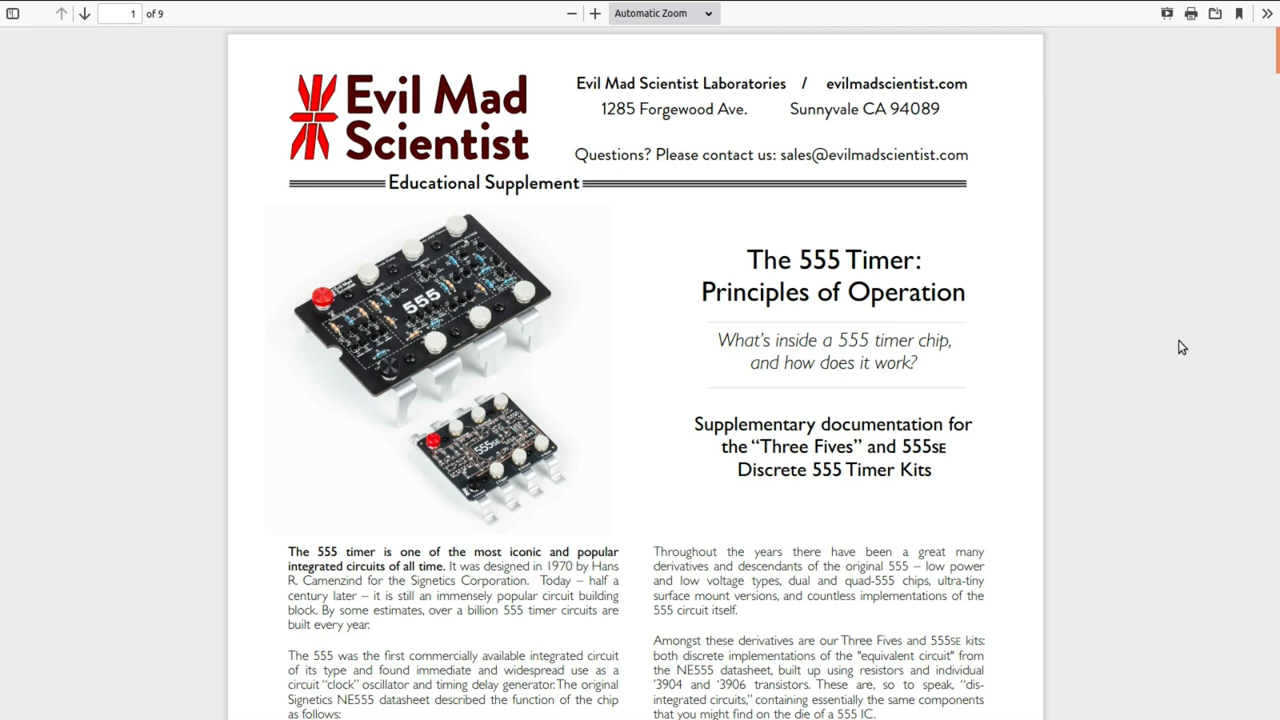 1 of 9
Automatic Zoom
Evil Mad
Scientist
Evil Mad Scientist Laboratories / evilmadscientist.com
1285 Forgewood Ave. Sunnyvale CA 94089
Questions? Please contact us: sales@evilmadscientist.com
Educational Supplement
555
555SE
The 555 Timer:
Principles of Operation
What's inside a 555 timer chip,
and how does it work?
Supplementary documentation for
the “Three Fives” and 555SE
Discrete 555 Timer Kits
The 555 timer is one of the most iconic and popular
integrated circuits of all time. It was designed in 1970 by Hans
R. Camenzind for the Signetics Corporation. Today – half a
century later – it is still an immensely popular circuit building
block. By some estimates, over a billion 555 timer circuits are
built every year.
The 555 was the first commercially available integrated circuit
of its type and found immediate and widespread use as a
circuit “clock” oscillator and timing delay generator. The original
Signetics NE555 datasheet described the function of the chip
as follows:
Throughout the years there have been a great many
derivatives and descendants of the original 555 – low power
and low voltage types, dual and quad-555 chips, ultra-tiny
surface mount versions, and countless implementations of the
555 circuit itself.
Amongst these derivatives are our Three Fives and 555SE kits:
both discrete implementations of the "equivalent circuit" from
the NE555 datasheet, built up using resistors and individual
'3904 and '3906 transistors. These are, so to speak, “dis-
integrated circuits,” containing essentially the same components
that you might find on the die of a 555 IC.